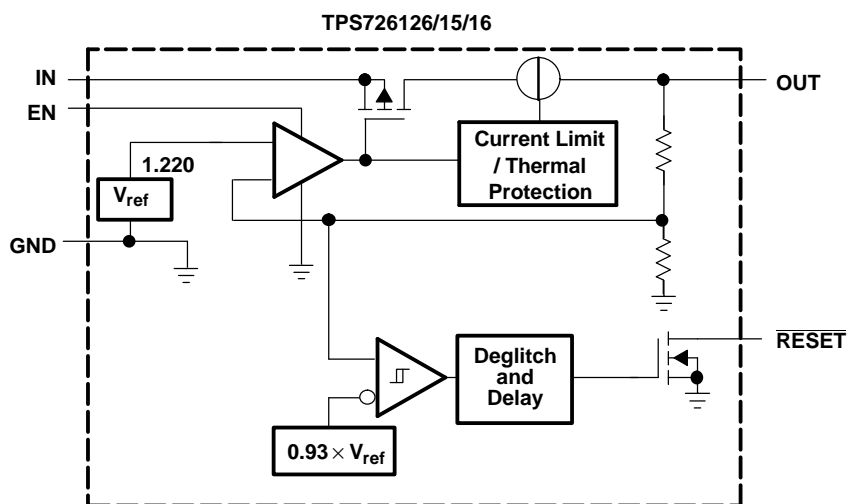 TPS726126/15/16
IN
OUT
EN
Current Limit
/ Thermal
Protection
1.220
Vref
GND
RESET
Deglitch
and
Delay
0.93 × Vref